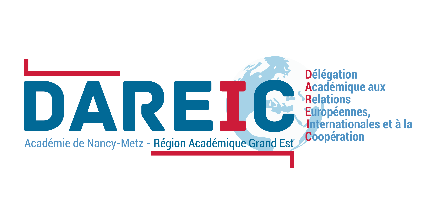 DAREIC
Académie de Nancy-Metz - Région Académique Grand Est
Délégation
Académique aux
Relations
Européennes,
Internationales et à la
Coopération